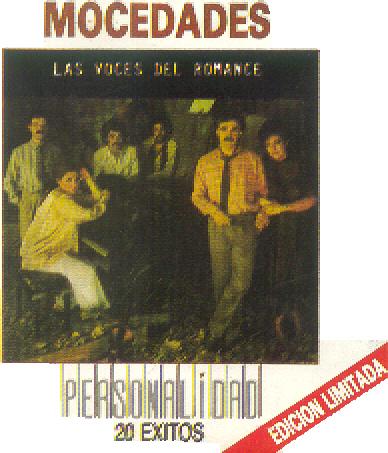 MOCEDADES
LAS VOCES DEL ROMANCE
PERSONALiDAD
20 EXITOS
EDICION LIMITADA